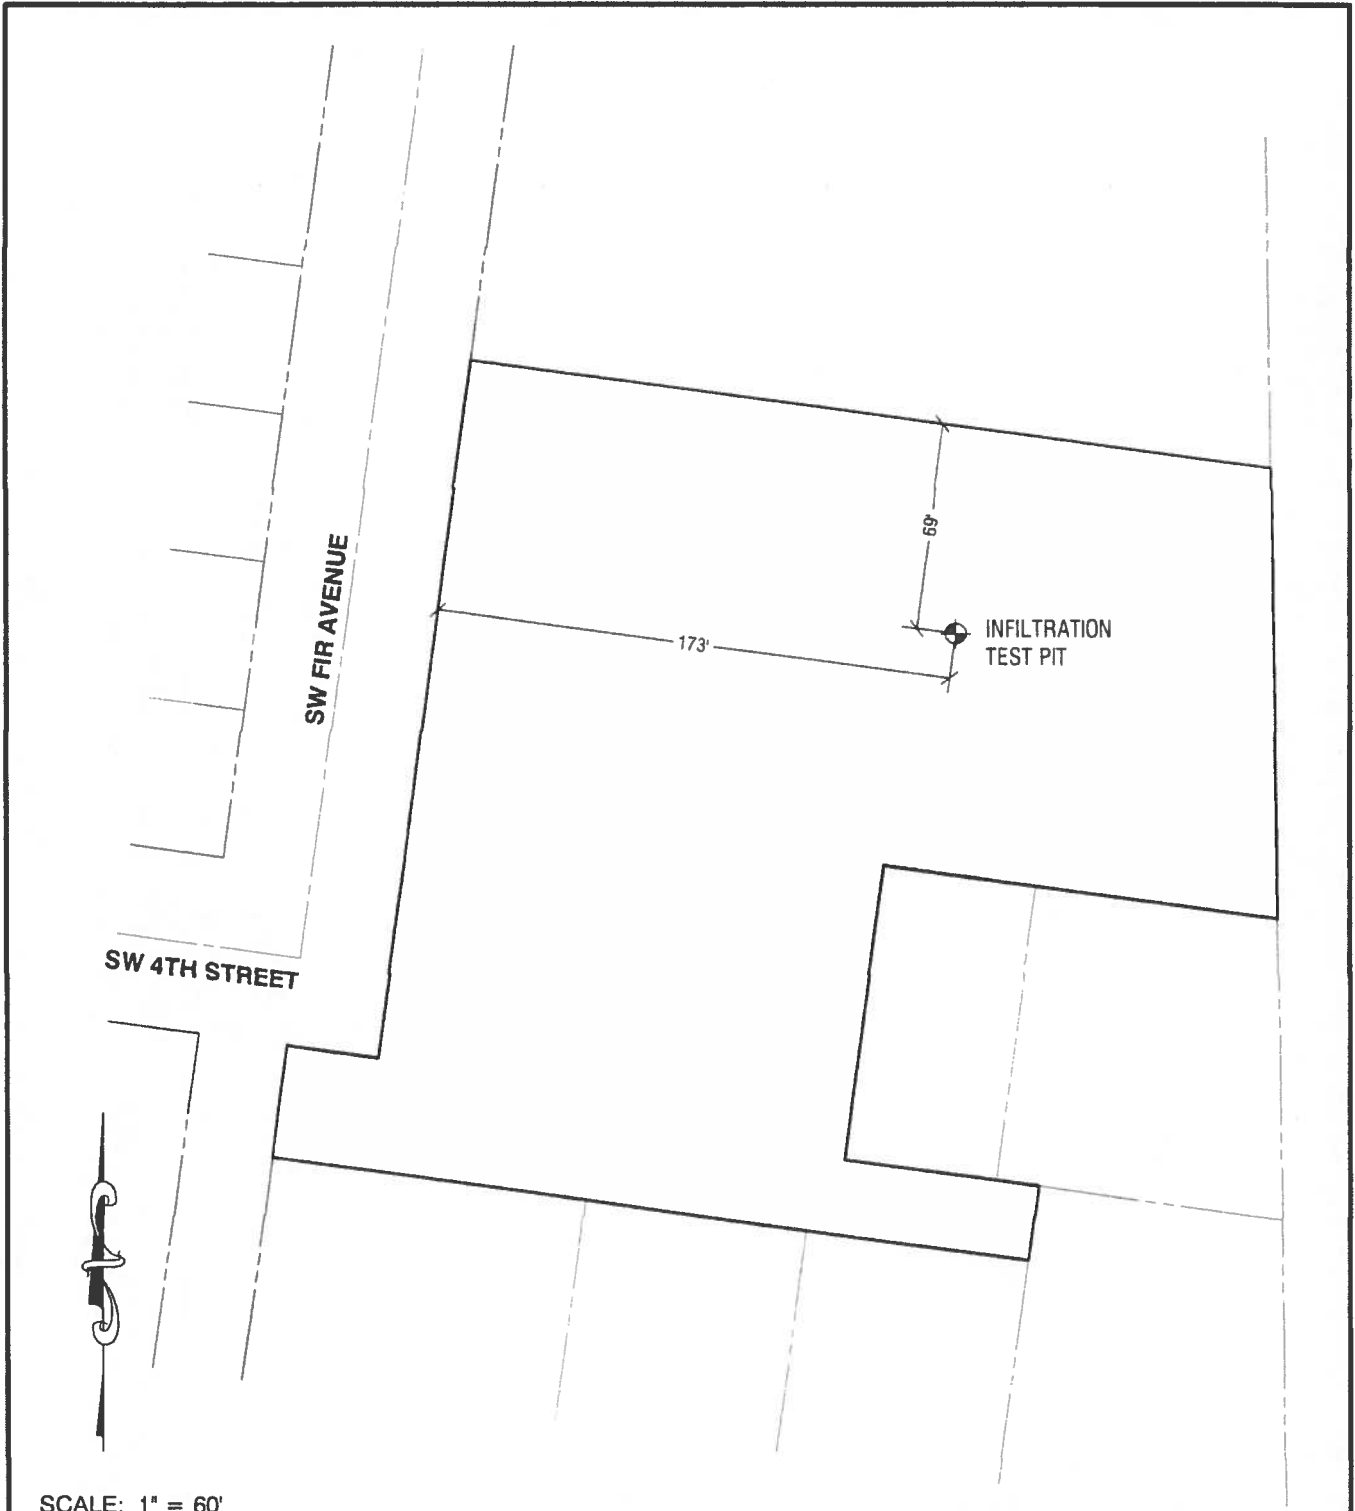 SW FIR AVENUE
69'
173'
INFILTRATION
TEST PIT
SW 4TH STREET
SCALE: 1" = 60'